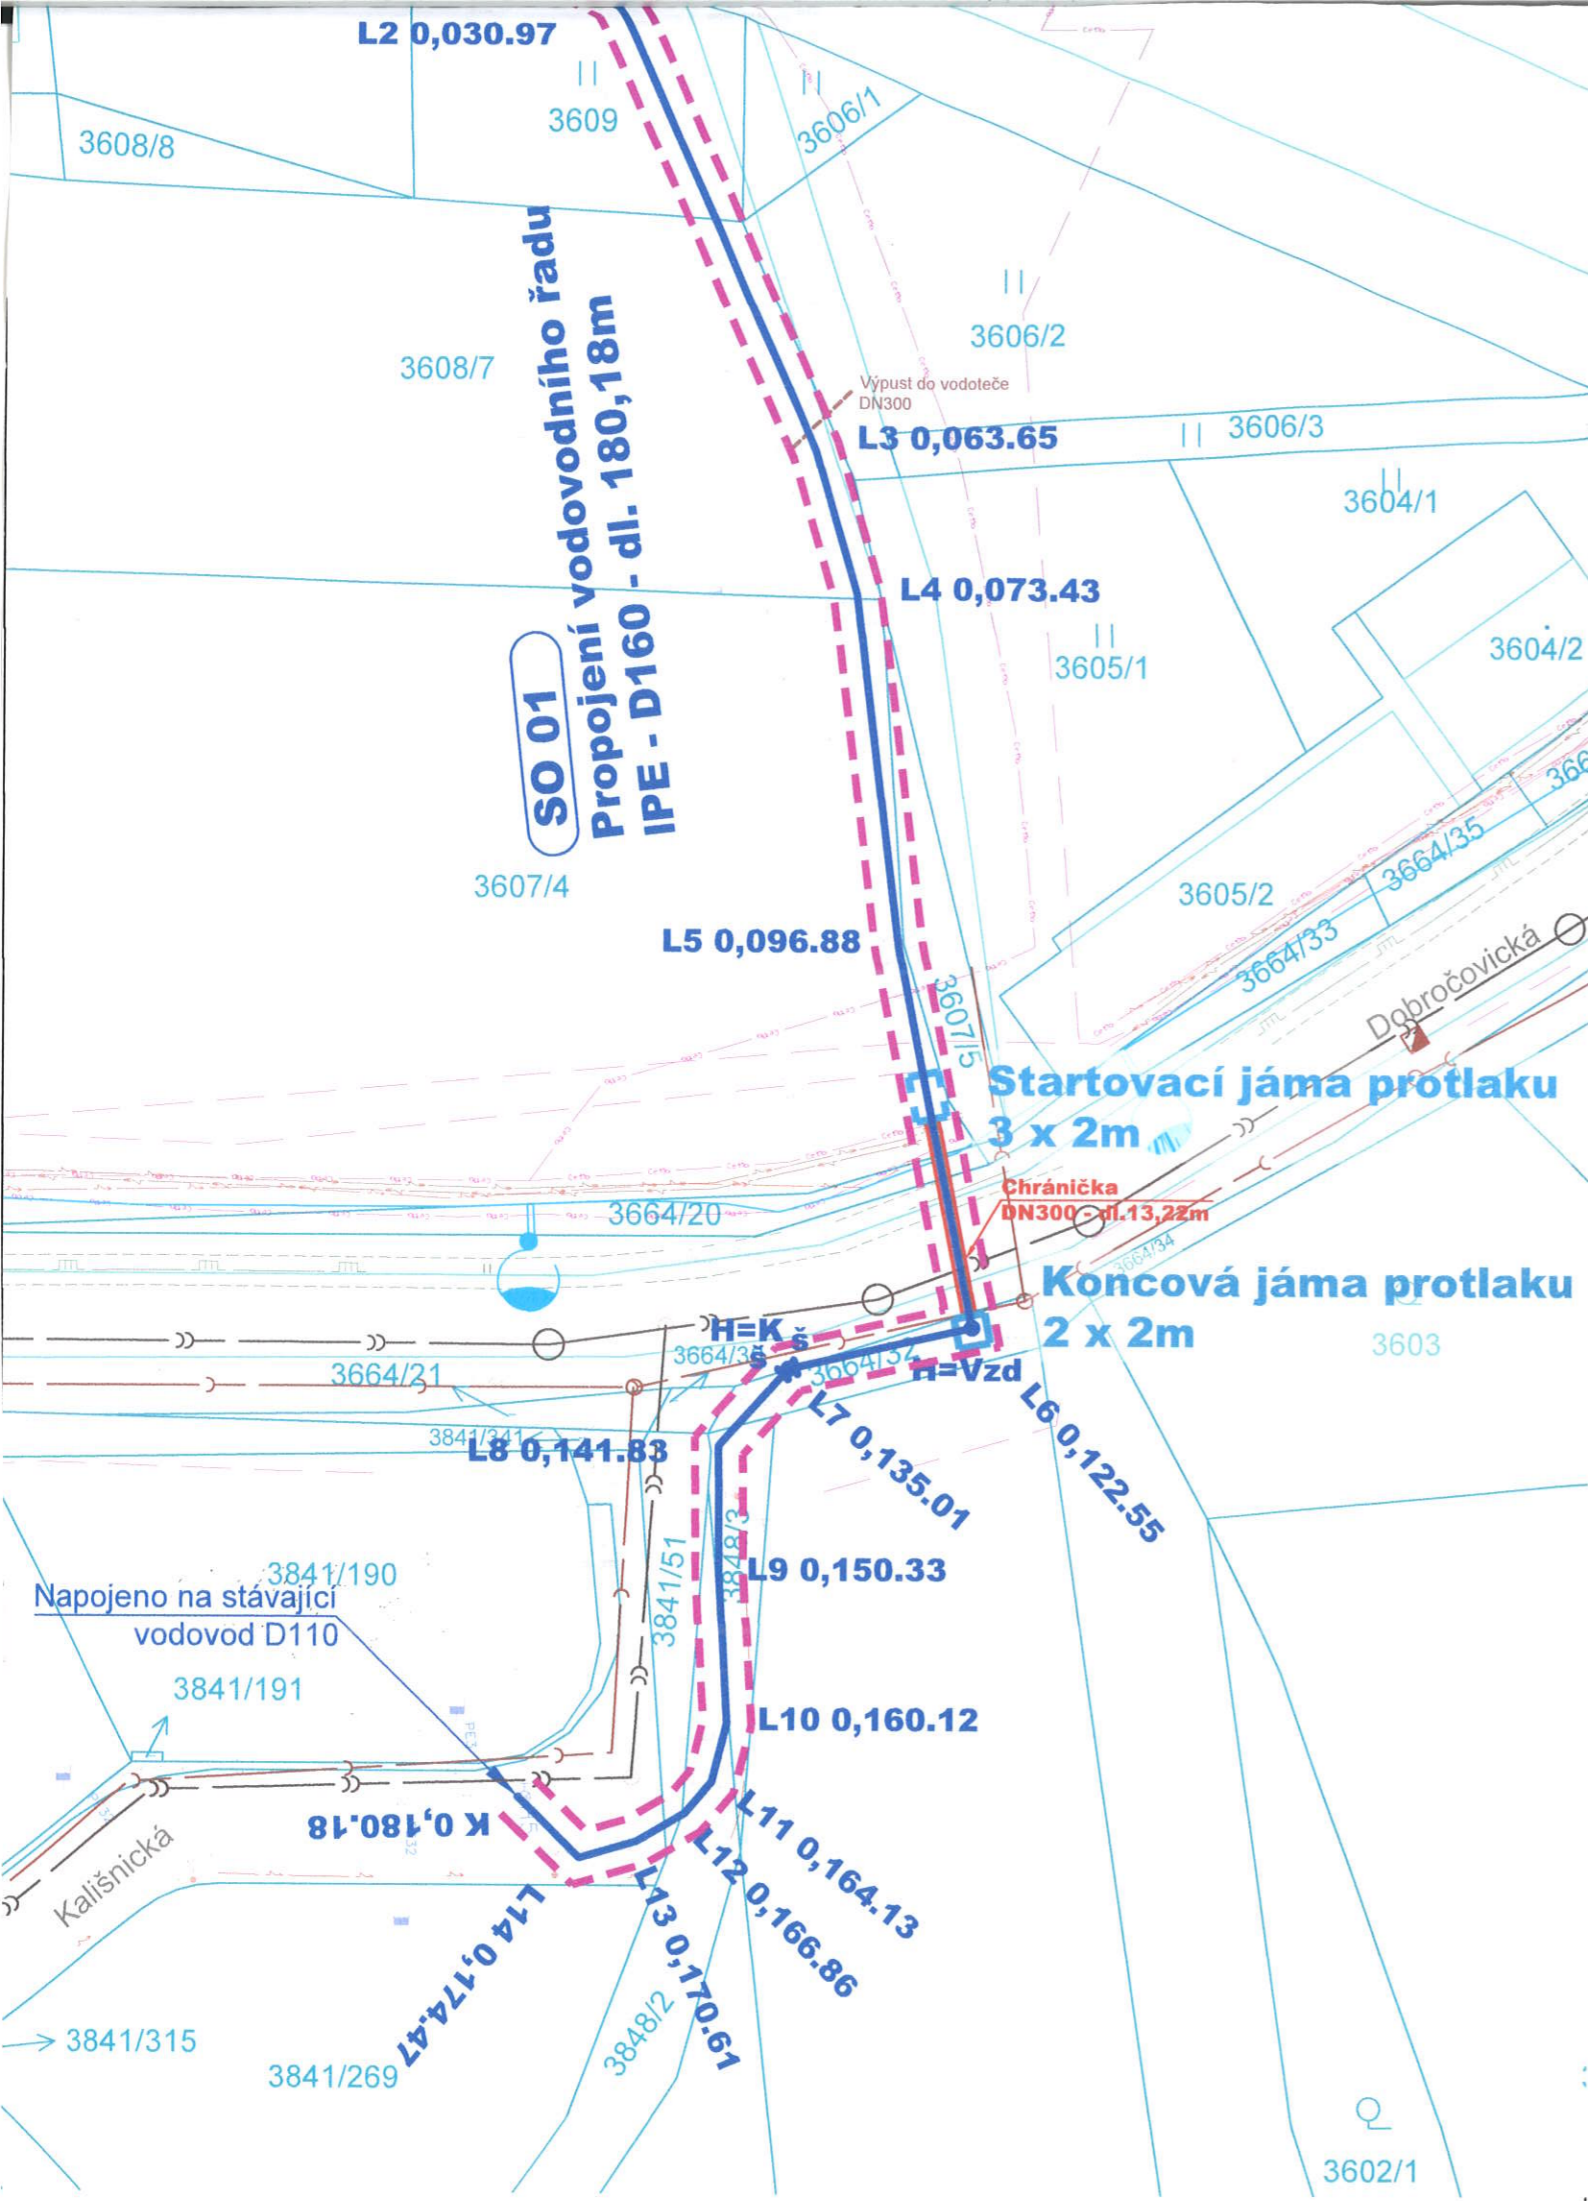 L2 0,030.97
3609
3606/1
3608/8
3606/2
3608/7
SO 01
Propojení vodovodního řadu
IPE - D160 - dl. 180,18m
Výpust do vodoteče
DN300
L3 0,063.65
3606/3
3604/1
L4 0,073.43
3605/1
3604/2
3607/4
3605/2
3664/35
L5 0,096.88
3664/33
Dobročovická
3607/5
Startovací jáma protlaku
3 x 2m
Chránička
DN300 - dl.13,22m
3664/20
3664/34
Koncová jáma protlaku
2 x 2m
H=K
š
š
3664/32
H=Vzd
3603
3664/21
L6 0,122.55
L7 0,135.01
3841/341
L8 0,141.83
3848/3
3841/51
L9 0,150.33
3841/190
Napojeno na stávající
vodovod D110
3841/191
L10 0,160.12
K 0,180.18
L11 0,164.13
L12 0,166.86
L13 0,170.61
L14 0,174.47
Kališnická
32
3848/2
3841/315
3841/269
3602/1